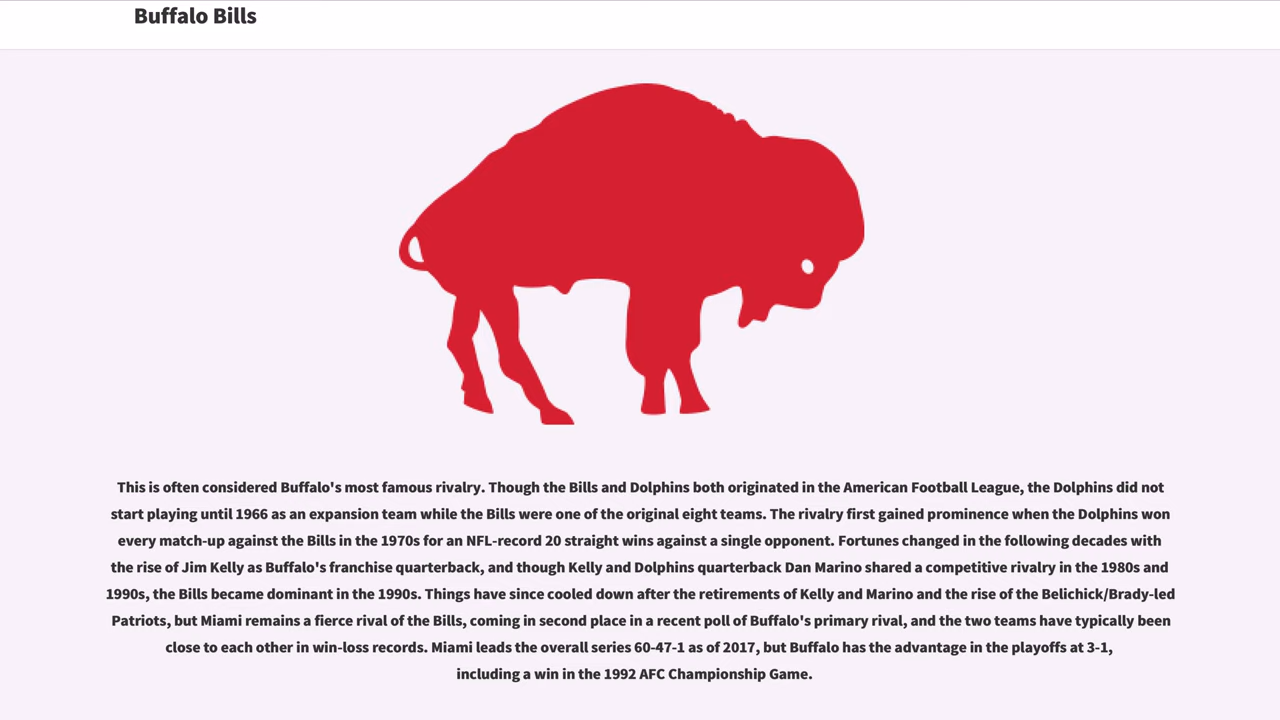 Buffalo Bills
This is often considered Buffalo's most famous rivalry. Though the Bills and Dolphins both originated in the American Football League, the Dolphins did not
start playing until 1966 as an expansion team while the Bills were one of the original eight teams. The rivalry first gained prominence when the Dolphins won
every match-up against the Bills in the 1970s for an NFL-record 20 straight wins against a single opponent. Fortunes changed in the following decades with
the rise of Jim Kelly as Buffalo's franchise quarterback, and though Kelly and Dolphins quarterback Dan Marino shared a competitive rivalry in the 1980s and
1990s, the Bills became dominant in the 1990s. Things have since cooled down after the retirements of Kelly and Marino and the rise of the Belichick/Brady-led
Patriots, but Miami remains a fierce rival of the Bills, coming in second place in a recent poll of Buffalo's primary rival, and the two teams have typically been
close to each other in win-loss records. Miami leads the overall series 60-47-1 as of 2017, but Buffalo has the advantage in the playoffs at 3-1,
including a win in the 1992 AFC Championship Game.